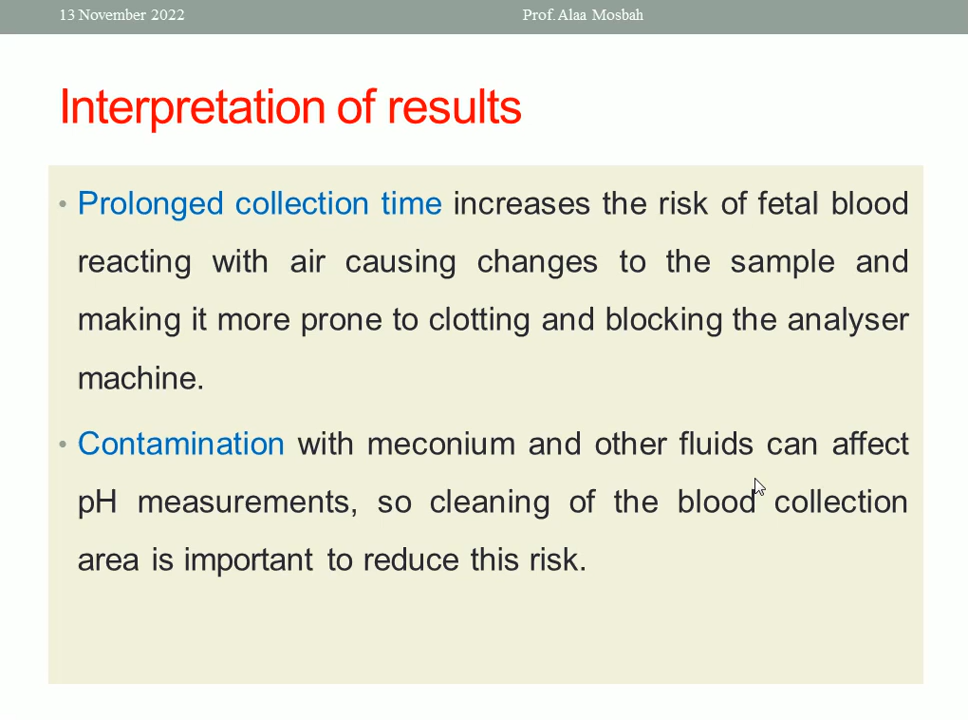 13 November 2022
Prof. Alaa Mosbah
Interpretation of results
• Prolonged collection time increases the risk of fetal blood
reacting with air causing changes to the sample and
making it more prone to clotting and blocking the analyser
machine.
• Contamination with meconium and other fluids can affect
pH measurements, so cleaning of the blood collection
area is important to reduce this risk.